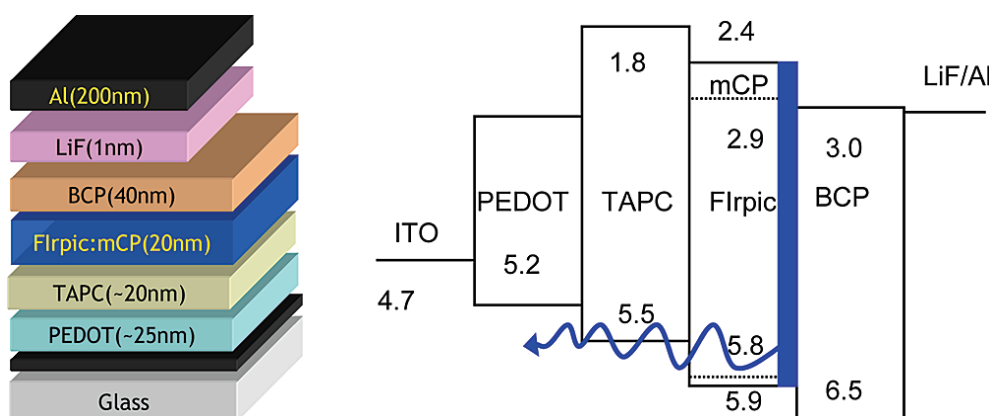 Al(200nm)
LiF(1nm)
BCP(40nm)
FIrpic:mCP(20nm)
TAPC(~20nm)
PEDOT(~25nm)
Glass
ITO
4.7
PEDOT
5.2
1.8
TAPC
5.5
2.4
mCP
2.9
FIrpic
5.8
5.9
3.0
BCP
6.5
LiF/Al